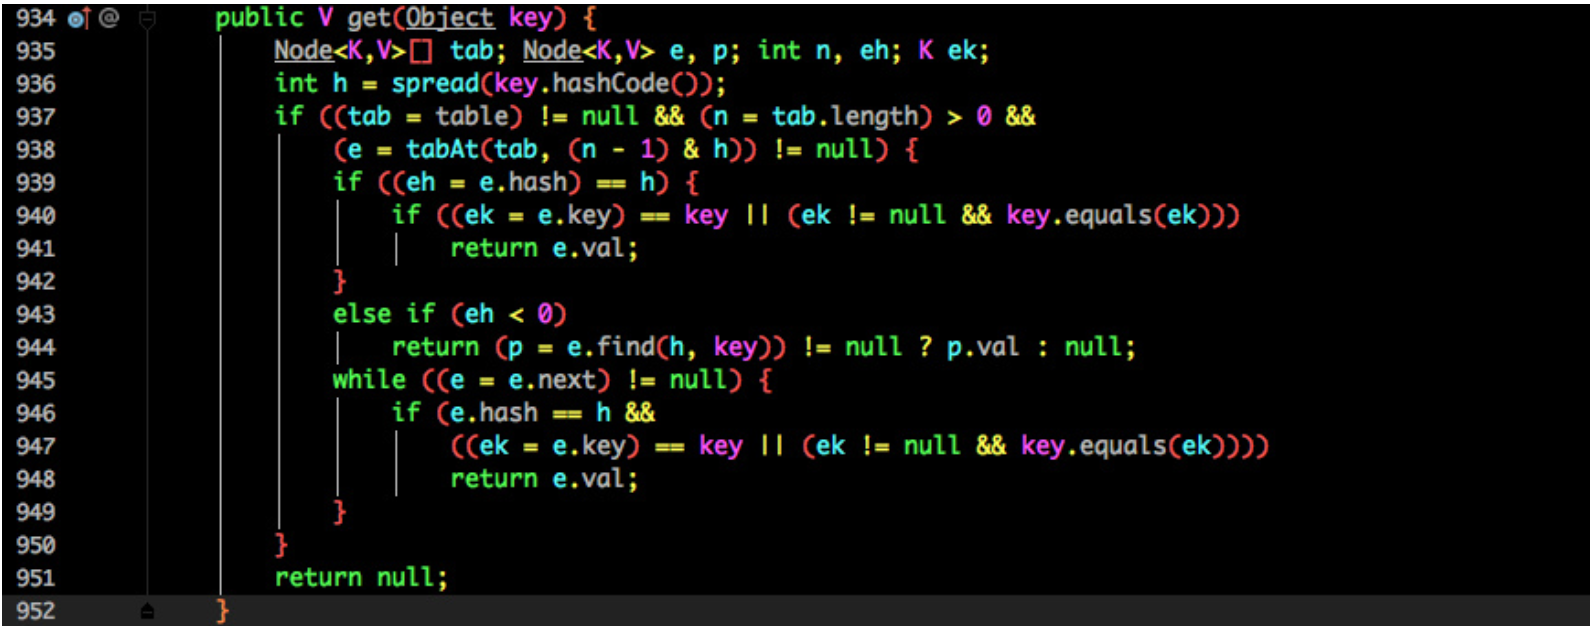 934 @ public V get(Object key) {
935 Node<K,V>[] tab; Node<K,V> e, p; int n, eh; K ek;
936 int h = spread(key.hashCode());
937 if ((tab = table) != null && (n = tab.length) > 0 &&
938 (e = tabAt(tab, (n - 1) & h)) != null) {
939 if ((eh = e.hash) == h) {
940 if ((ek = e.key) == key || (ek != null && key.equals(ek)))
941 return e.val;
942 }
943 else if (eh < 0)
944 return (p = e.find(h, key)) != null ? p.val : null;
945 while ((e = e.next) != null) {
946 if (e.hash == h &&
947 ((ek = e.key) == key || (ek != null && key.equals(ek))))
948 return e.val;
949 }
950 }
951 return null;
952 }